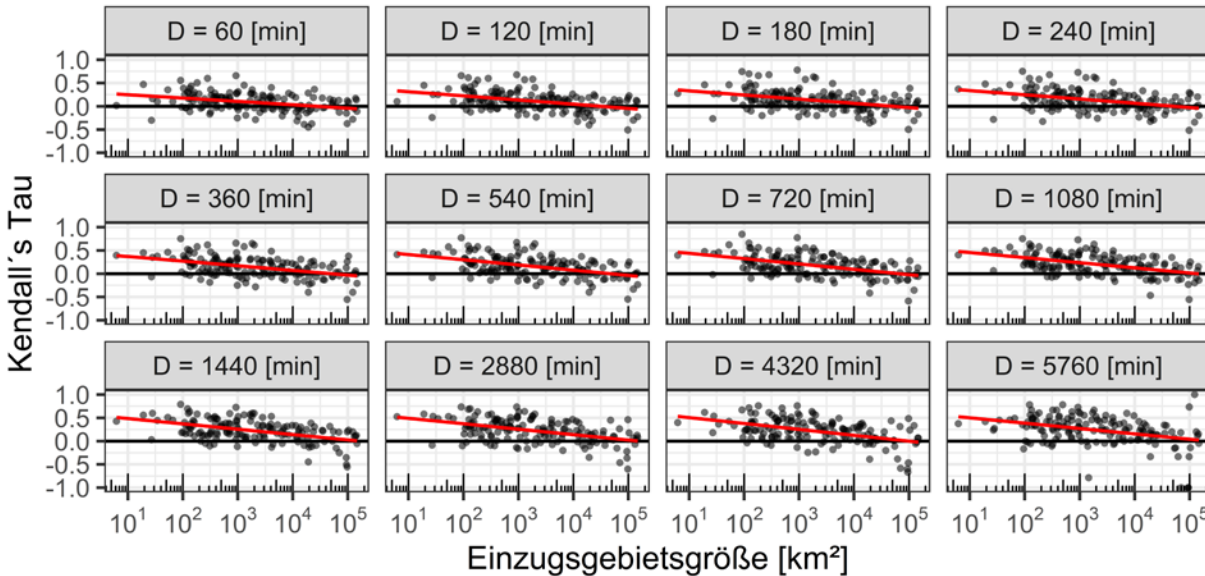 D = 60 [min] D = 120 [min] D = 180 [min] D = 240 [min]
1.0
0.5
0.0
-0.5
-1.0
D = 360 [min] D = 540 [min] D = 720 [min] D = 1080 [min]
1.0
0.5
0.0
-0.5
-1.0
D = 1440 [min] D = 2880 [min] D = 4320 [min] D = 5760 [min]
1.0
0.5
0.0
-0.5
-1.0
Kendall´s Tau
10¹ 10² 10³ 10⁴ 10⁵ 10¹ 10² 10³ 10⁴ 10⁵ 10¹ 10² 10³ 10⁴ 10⁵ 10¹ 10² 10³ 10⁴ 10⁵
Einzugsgebietsgröße [km²]